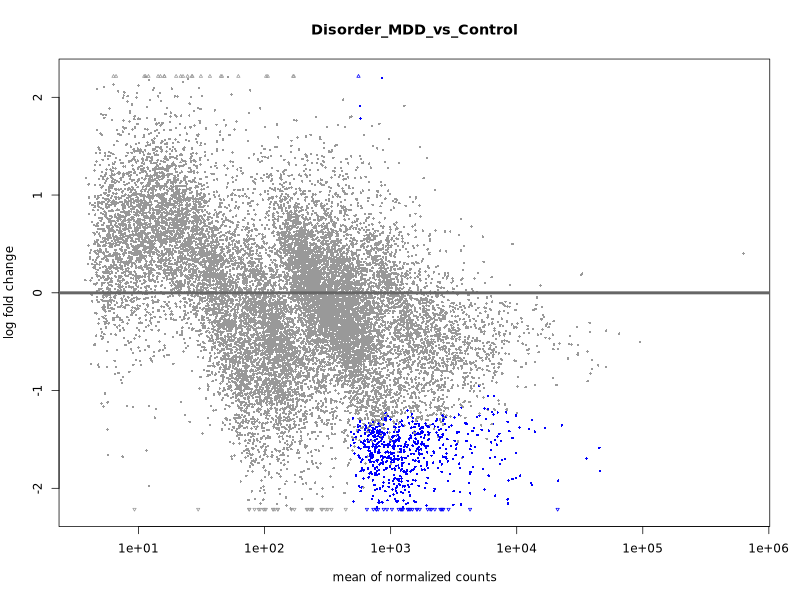 Disorder_MDD_vs_Control
2
1
0
-1
-2
log fold change
1e+01 1e+02 1e+03 1e+04 1e+05 1e+06
mean of normalized counts